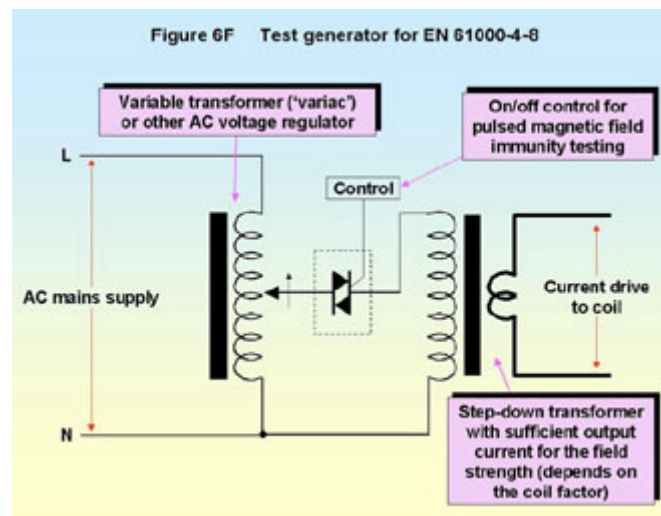 Figure 6F Test generator for EN 61000-4-8
Variable transformer ('variac')
or other AC voltage regulator
On/off control for
pulsed magnetic field
immunity testing
L
Control
AC mains supply
Current drive
to coil
N
Step-down transformer
with sufficient output
current for the field
strength (depends on
the coil factor)